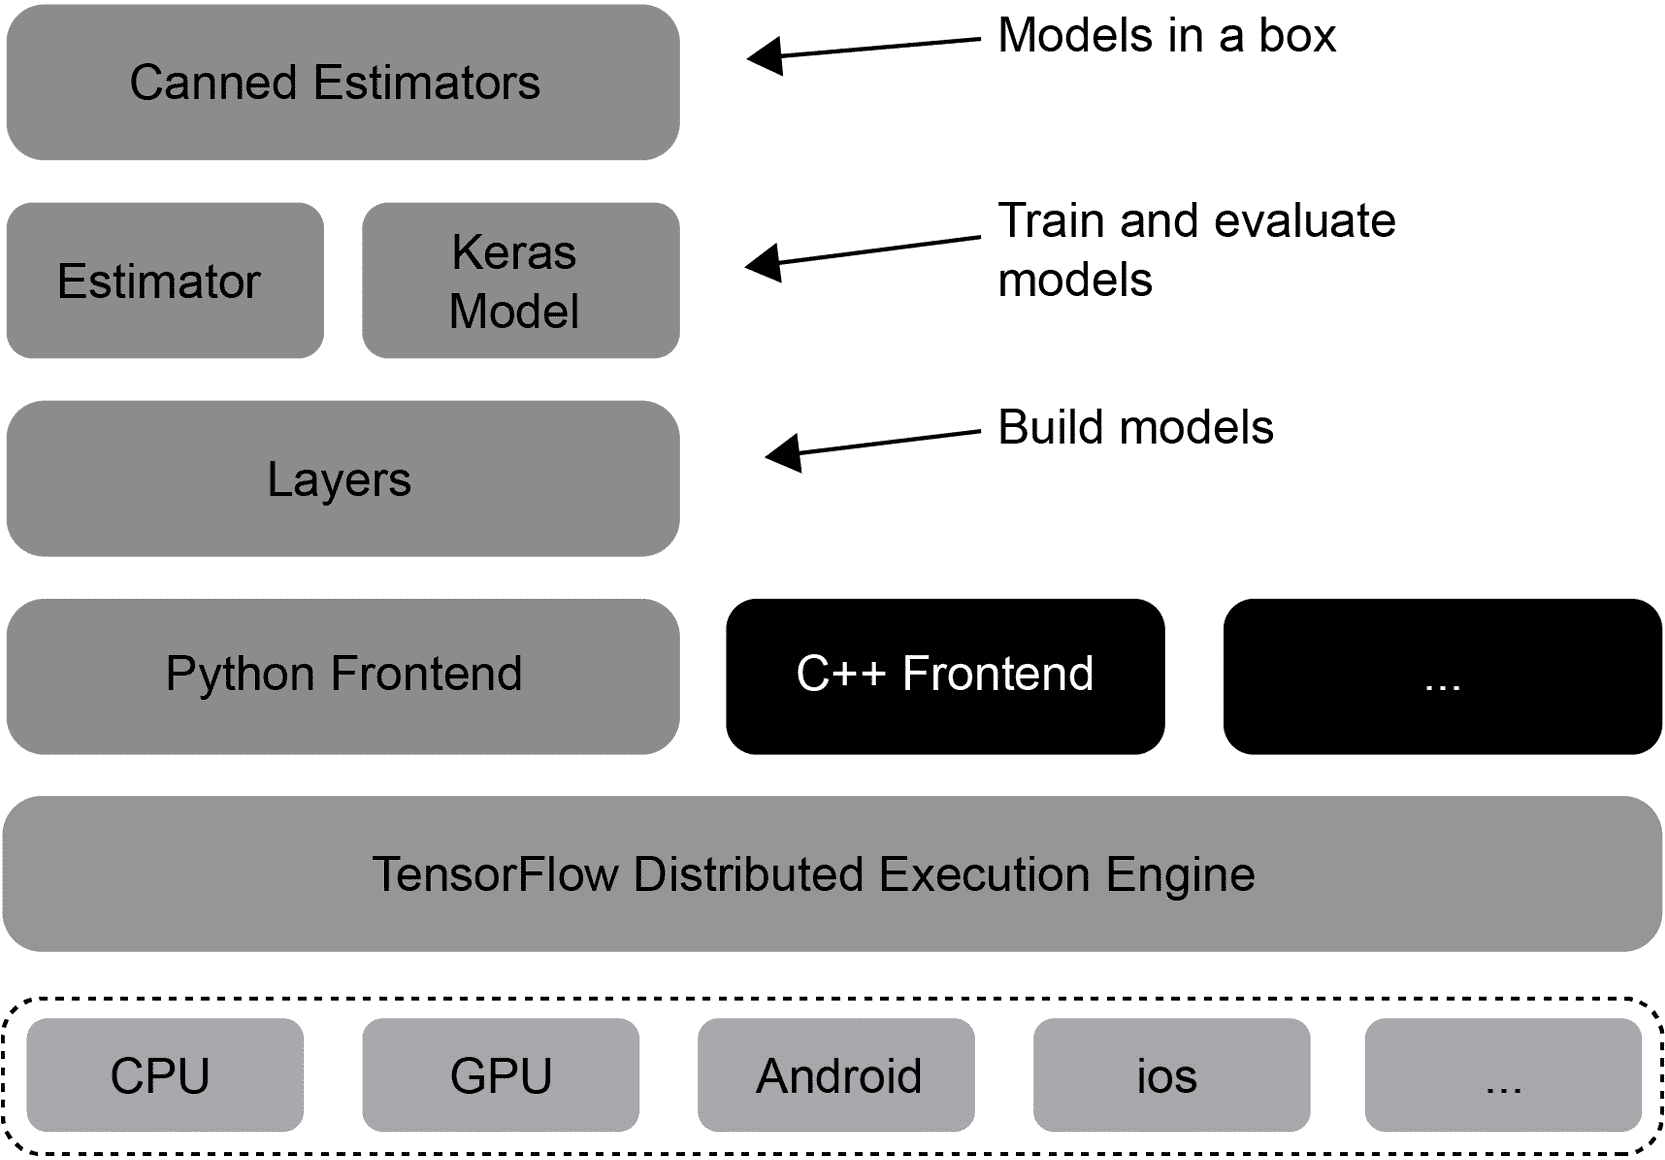 Canned Estimators
Models in a box
Estimator
Keras
Model
Train and evaluate
models
Layers
Build models
Python Frontend
C++ Frontend
...
TensorFlow Distributed Execution Engine
CPU
GPU
Android
ios
...